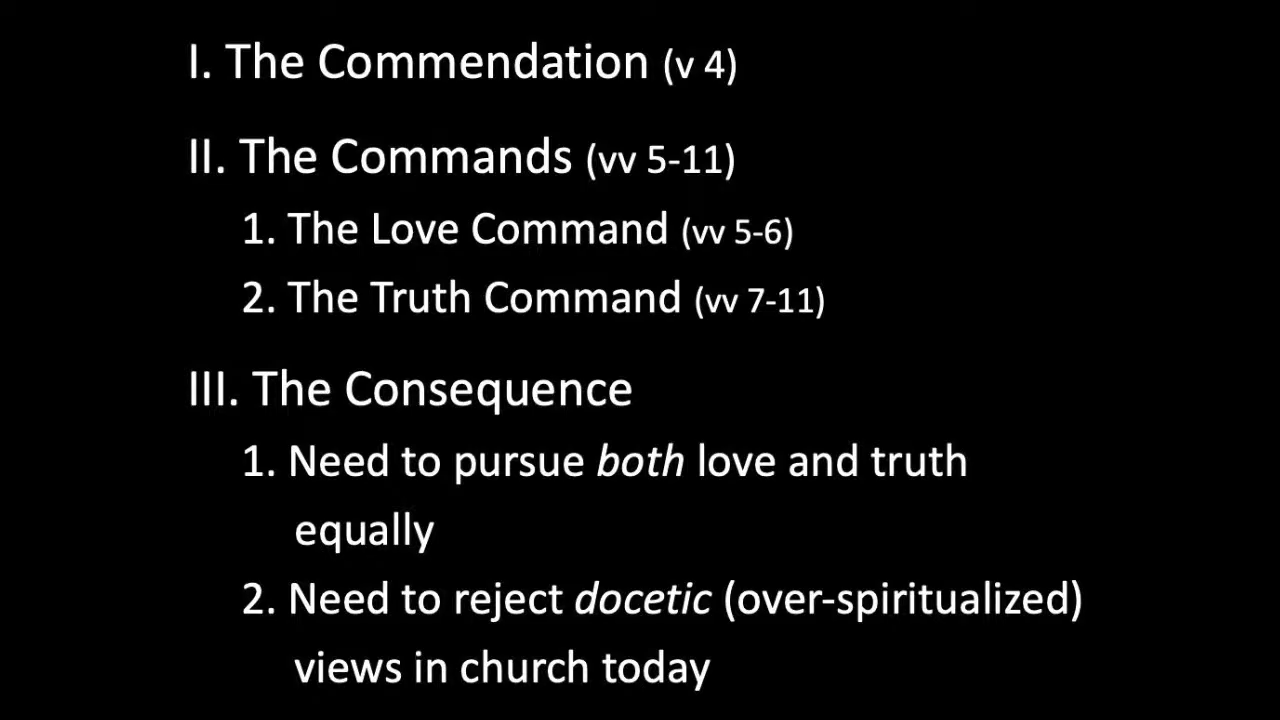 I. The Commendation (v 4)
II. The Commands (vv 5-11)
1. The Love Command (vv 5-6)
2. The Truth Command (vv 7-11)
III. The Consequence
1. Need to pursue both love and truth
equally
2. Need to reject docetic (over-spiritualized)
views in church today